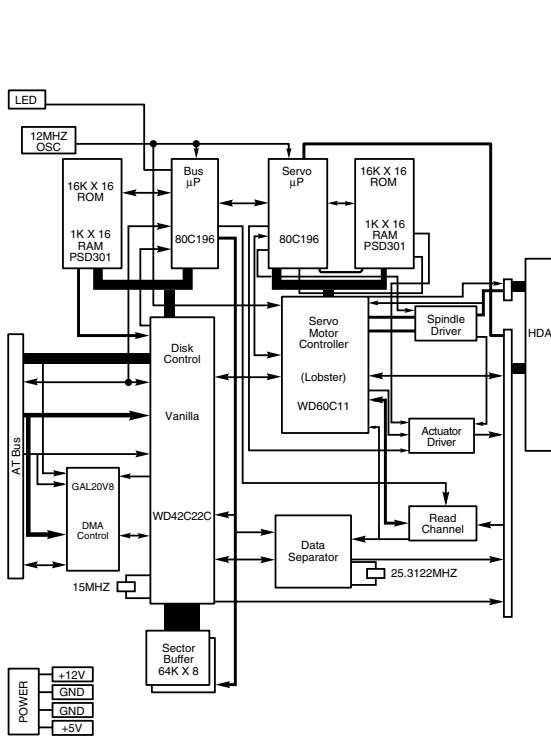 LED
12MHZ
OSC
16K X 16
ROM
1K X 16
RAM
PSD301
Bus
µP
80C196
Servo
µP
80C196
16K X 16
ROM
1K X 16
RAM
PSD301
Disk
Control
Vanilla
WD42C22C
Servo
Motor
Controller
(Lobster)
WD60C11
Spindle
Driver
HDA
Actuator
Driver
AT Bus
GAL20V8
DMA
Control
Read
Channel
Data
Separator
15MHZ
25.3122MHZ
Sector
Buffer
64K X 8
POWER
+12V
GND
GND
+5V